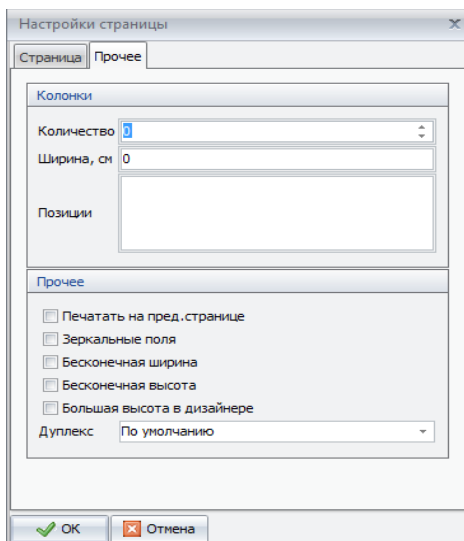 Настройки страницы
Страница Прочее
Колонки
Количество 0
Ширина, см 0
Позиции
Прочее
Печатать на пред.странице
Зеркальные поля
Бесконечная ширина
Бесконечная высота
Большая высота в дизайнере
Дуплекс По умолчанию
ОК Отмена